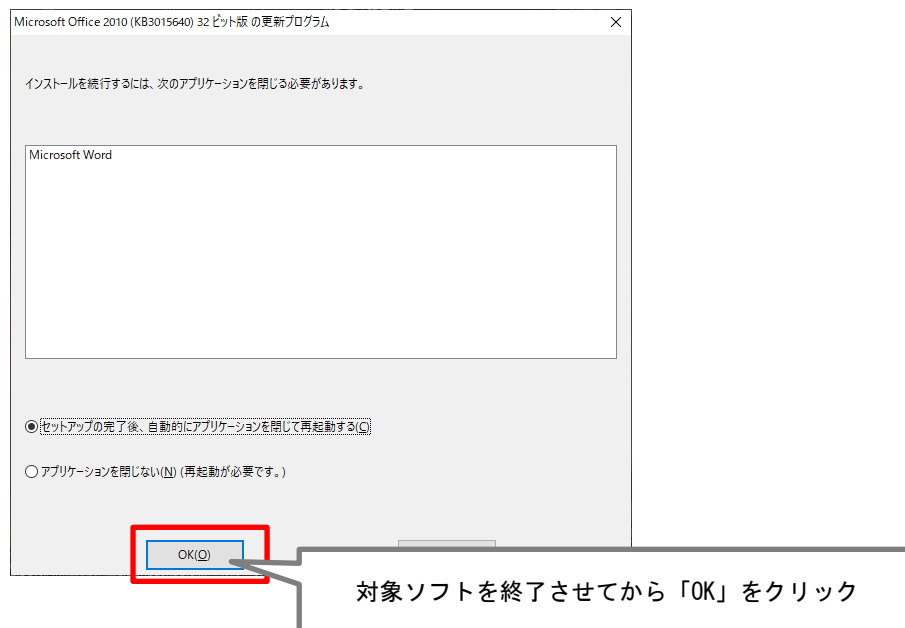 Microsoft Office 2010 (KB3015640) 32 ビット版 の更新プログラム
インストールを続行するには、次のアプリケーションを閉じる必要があります。
Microsoft Word
セットアップの完了後、自動的にアプリケーションを閉じて再起動する(C)
アプリケーションを閉じない(N) (再起動が必要です。)
OK(O)
対象ソフトを終了させてから「OK」をクリック